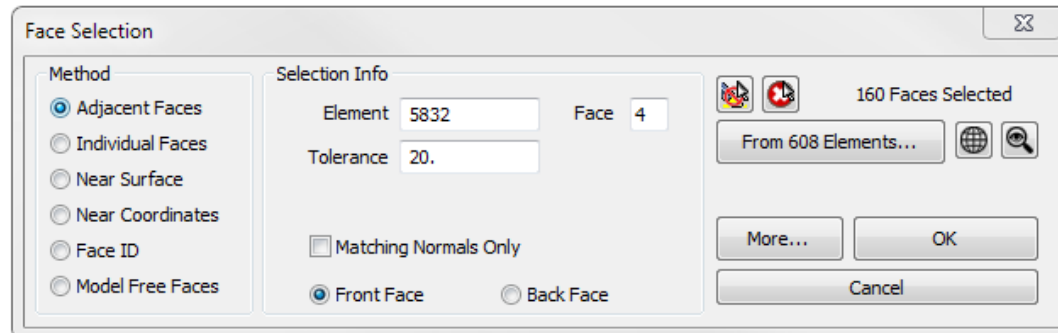 Face Selection
Method
Adjacent Faces
Individual Faces
Near Surface
Near Coordinates
Face ID
Model Free Faces
Selection Info
Element 5832 Face 4
Tolerance 20.
Matching Normals Only
Front Face Back Face
160 Faces Selected
From 608 Elements...
More... OK
Cancel